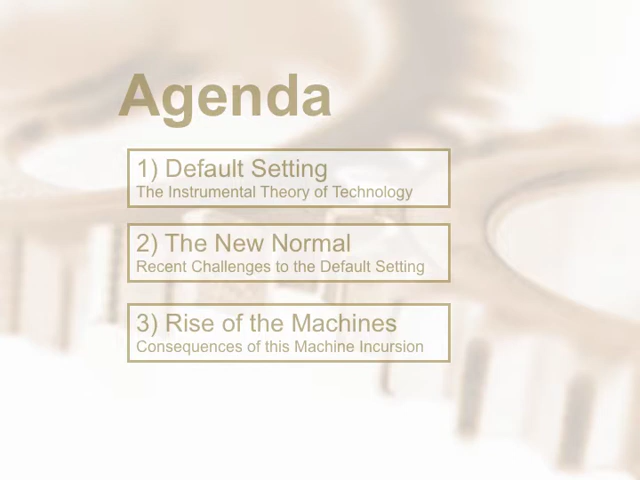 Agenda
1) Default Setting
The Instrumental Theory of Technology
2) The New Normal
Recent Challenges to the Default Setting
3) Rise of the Machines
Consequences of this Machine Incursion